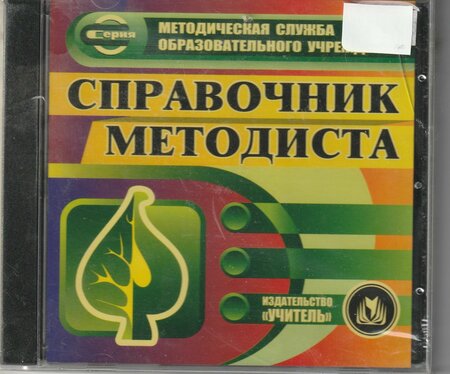 Серия
МЕТОДИЧЕСКАЯ СЛУЖБА
ОБРАЗОВАТЕЛЬНОГО
СПРАВОЧНИК
МЕТОДИСТА
ИЗДАТЕЛЬСТВО
«УЧИТЕЛЬ»